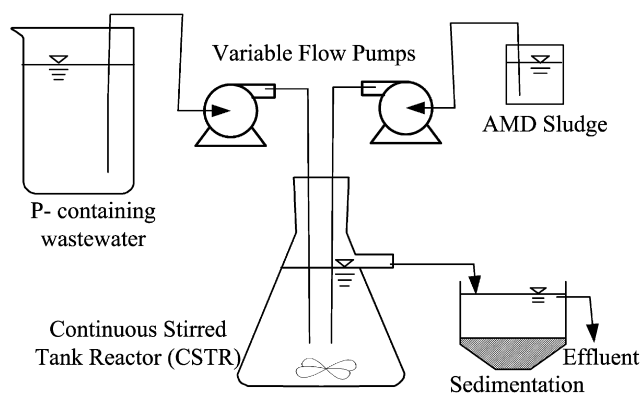 Variable Flow Pumps
AMD Sludge
P- containing
wastewater
Continuous Stirred
Tank Reactor (CSTR)
Effluent
Sedimentation